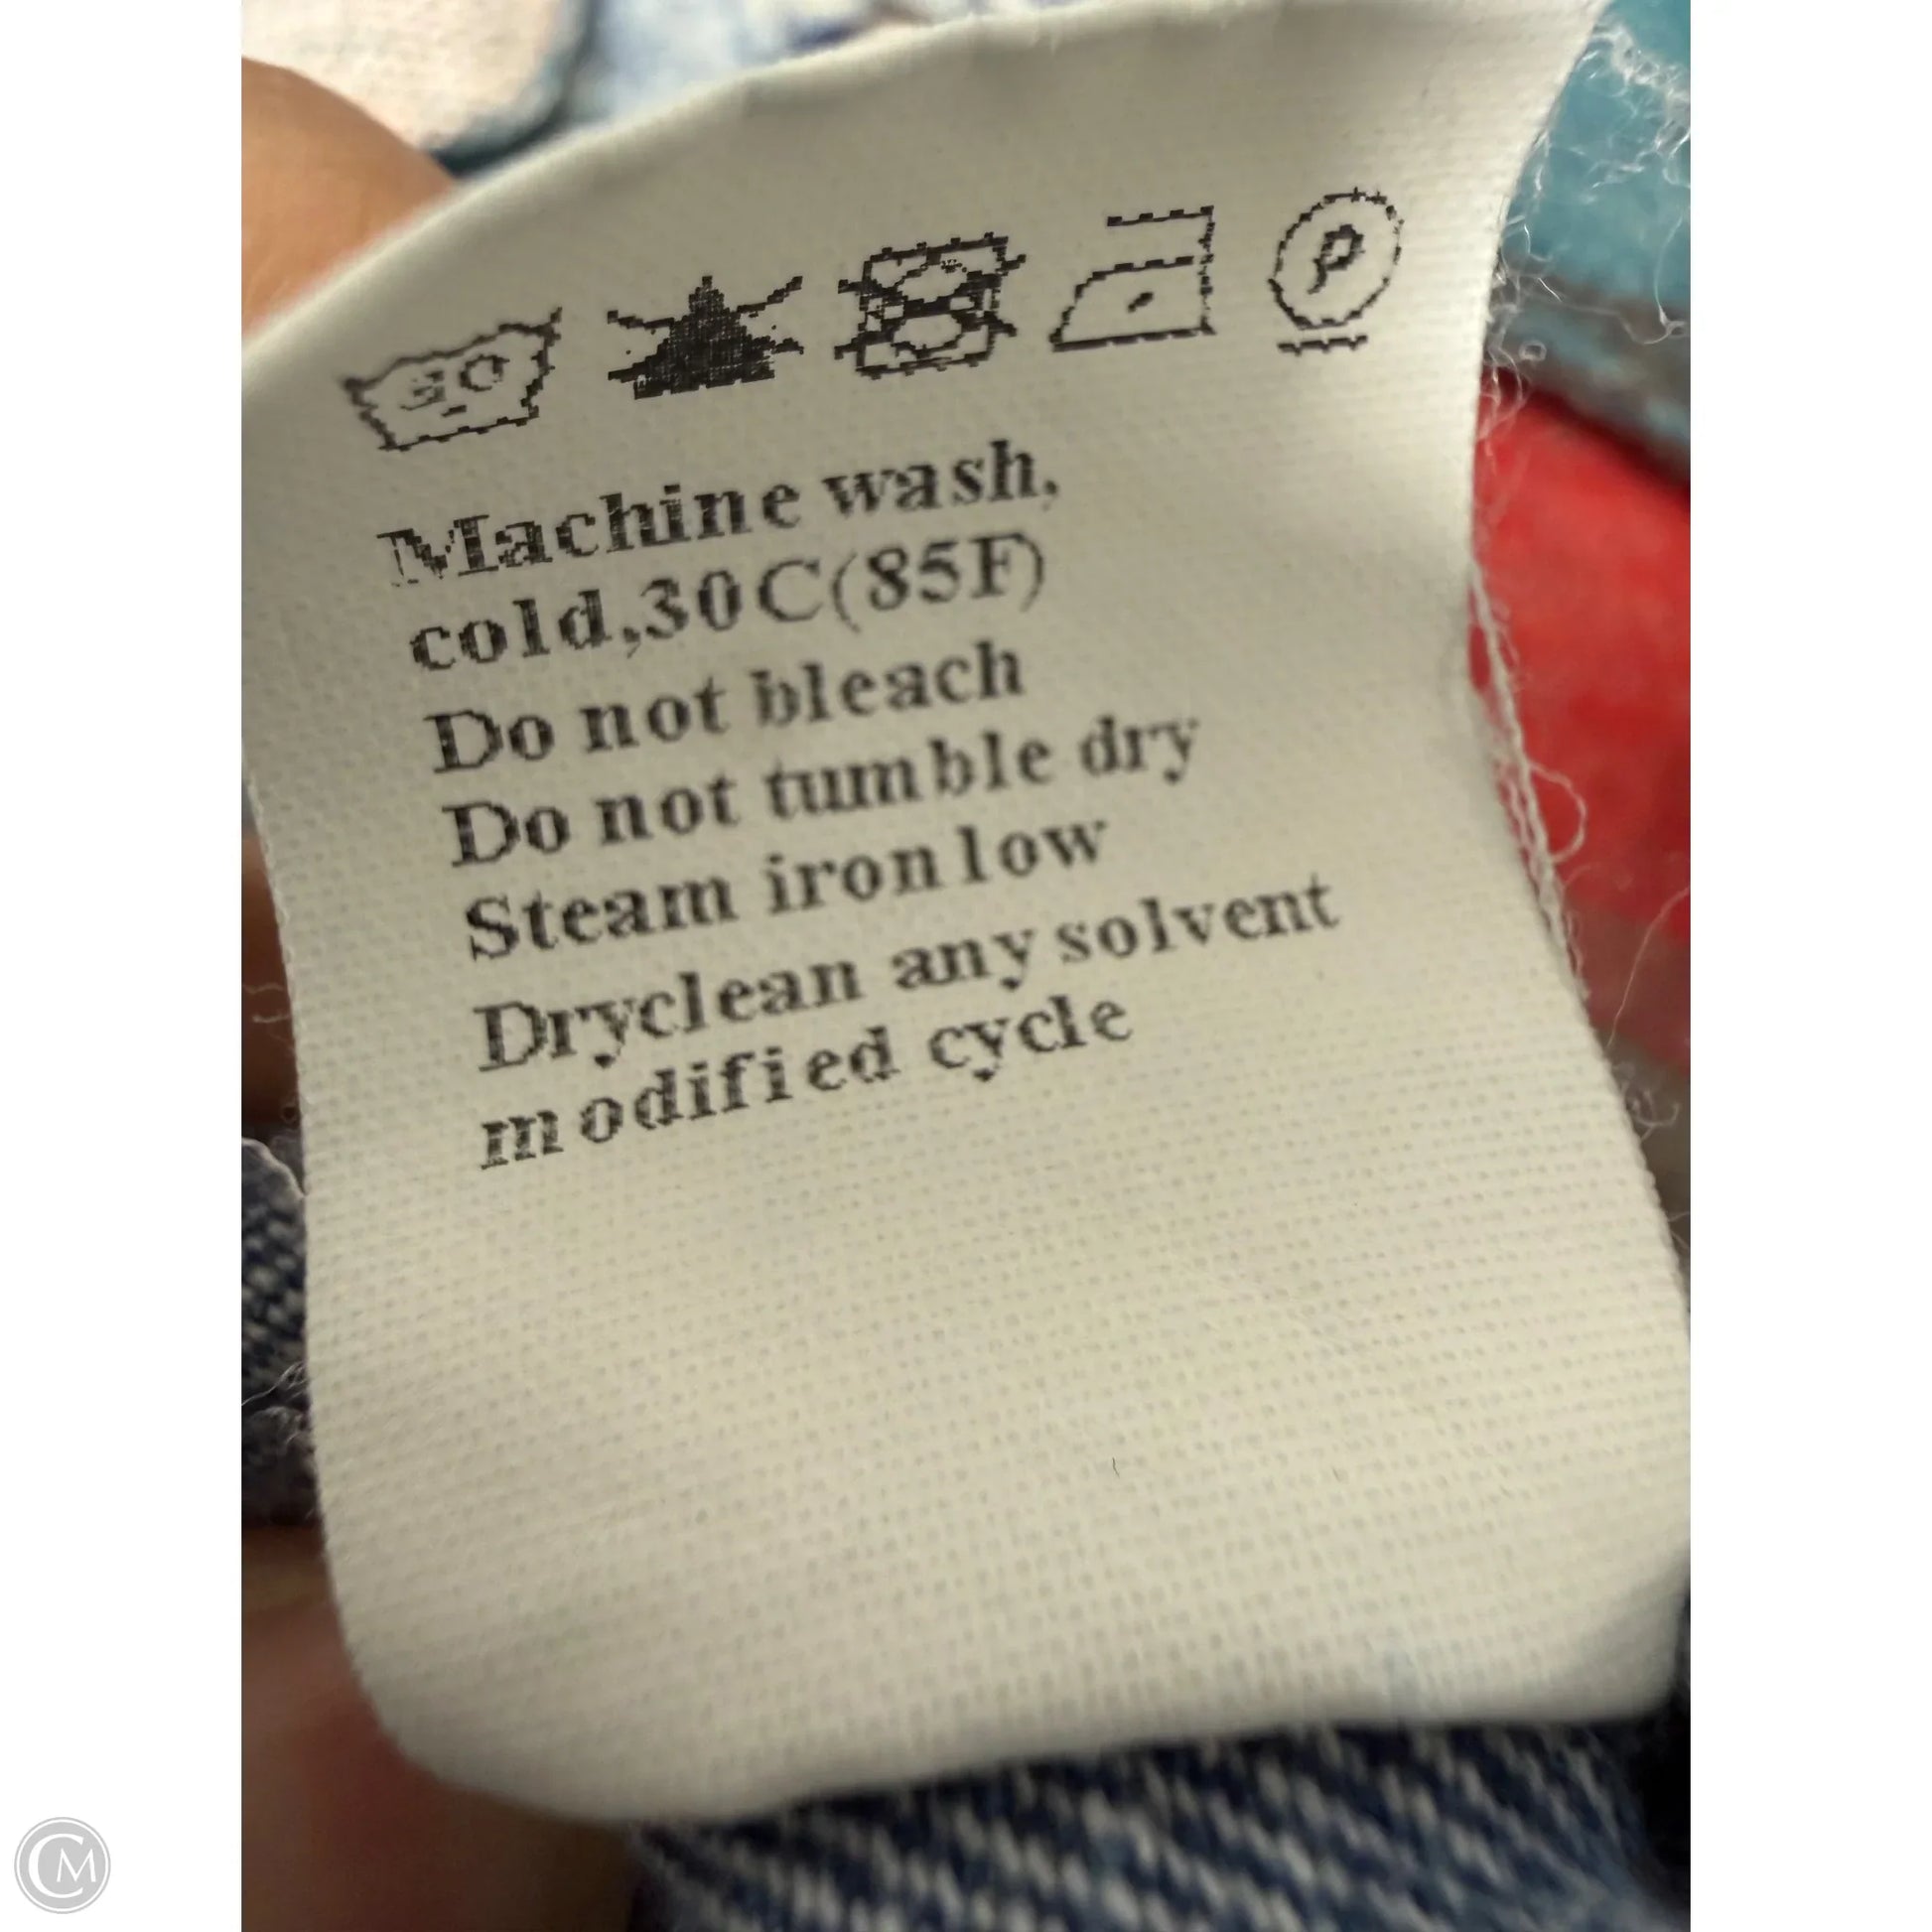 30
P
Machine wash,
cold,30C(85F)
Do not bleach
Do not tumble dry
Steam iron low
Dryclean any solvent
modified cycle
CM